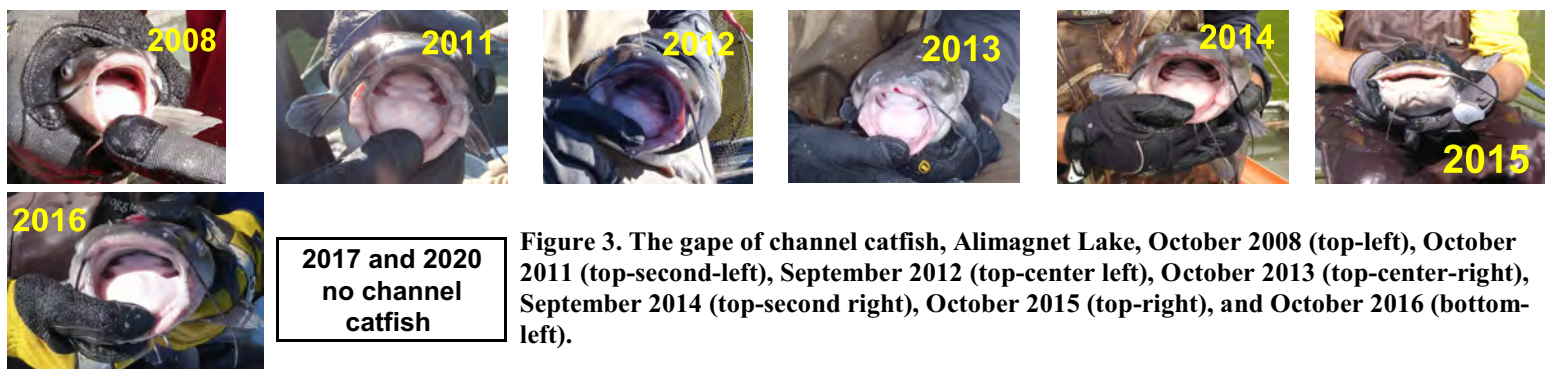 2008
2011
2012
2013
2014
2015
2016
2017 and 2020
no channel
catfish
Figure 3. The gape of channel catfish, Alimagnet Lake, October 2008 (top-left), October
2011 (top-second-left), September 2012 (top-center left), October 2013 (top-center-right),
September 2014 (top-second right), October 2015 (top-right), and October 2016 (bottom-
left).